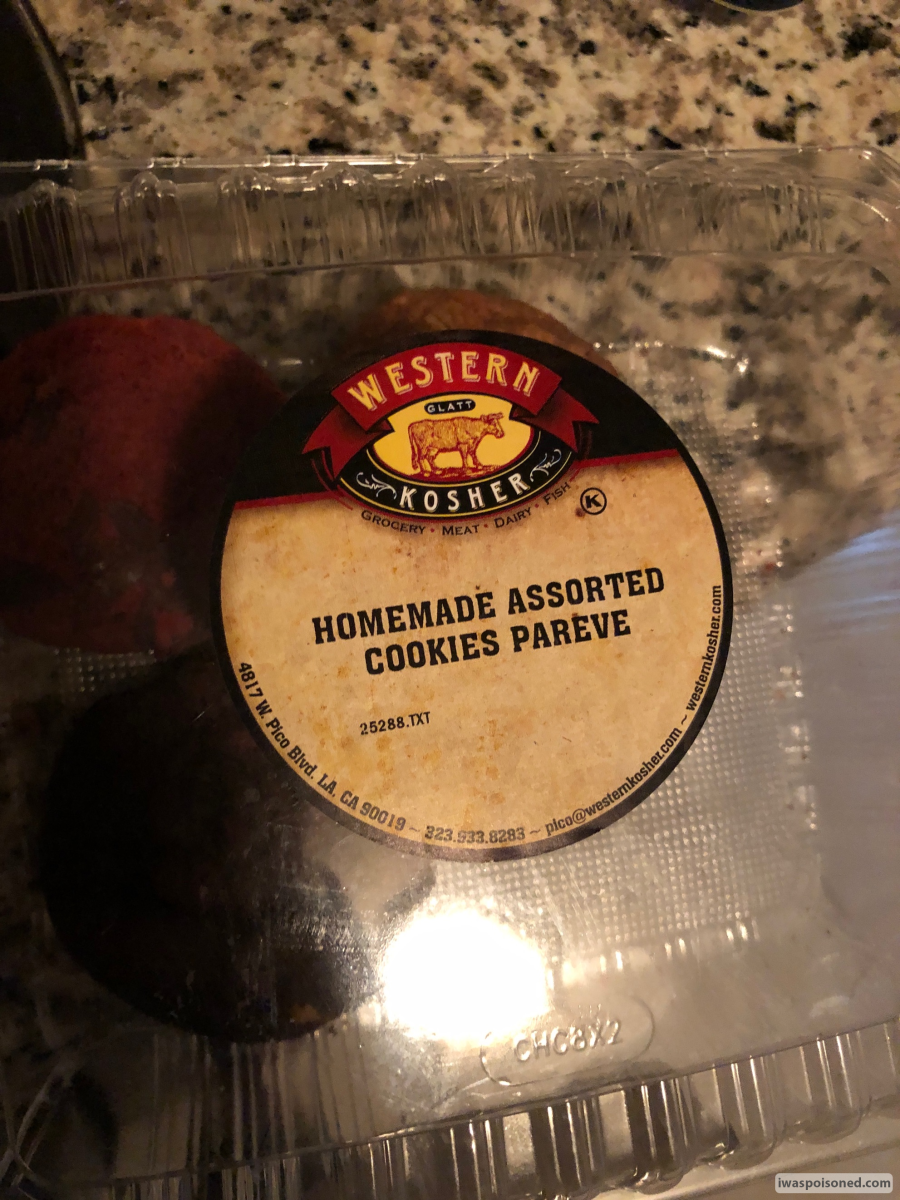 WESTERN
GLATT
KOSHER
GROCERY • MEAT • DAIRY • FISH
K
HOMEMADE ASSORTED
COOKIES PAREVE
25288.TXT
4817 W. Pico Blvd. LA, CA 90019 ~ 323.933.8283 ~ pico@westernkosher.com ~ westernkosher.com
CHC8X2
iwaspoisoned.com